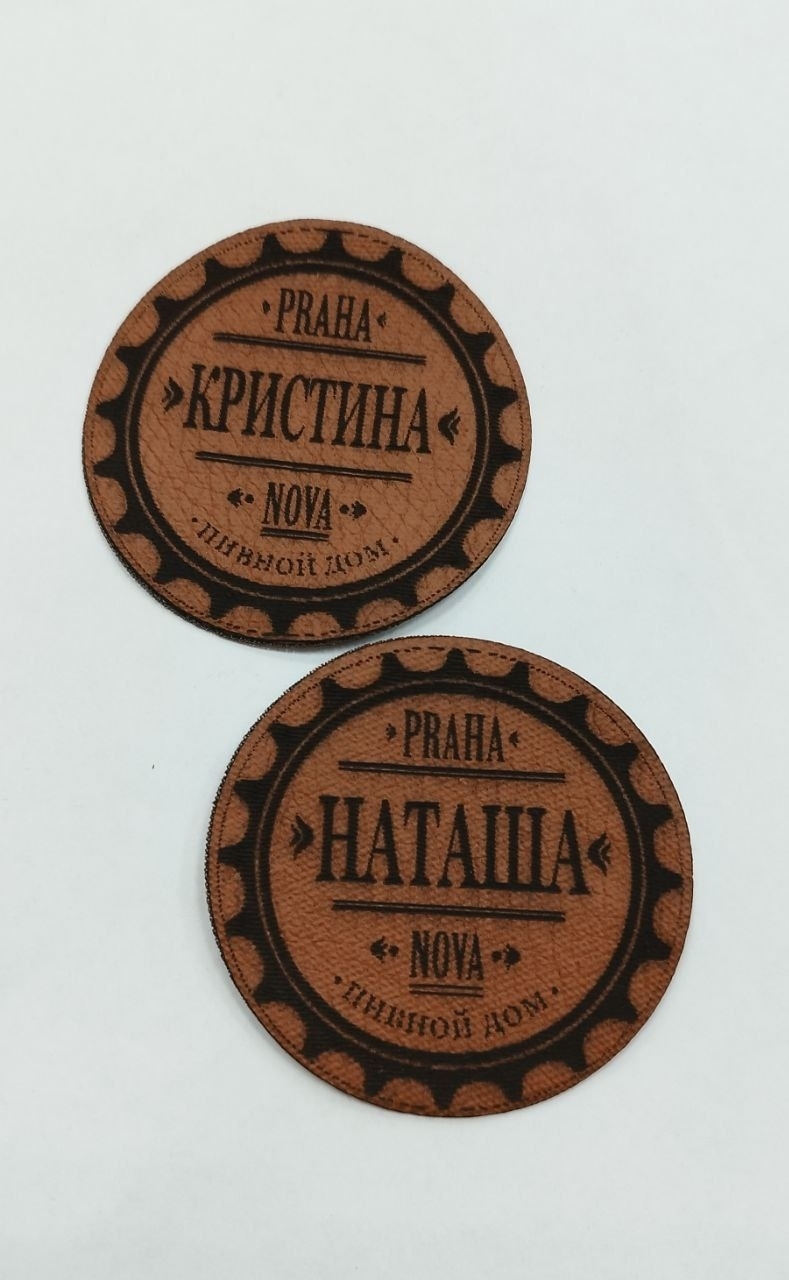 PRAHA
КРИСТИНА
NOVA
ПИВНОЙ ДОМ
PRAHA
НАТАША
NOVA
ПИВНОЙ ДОМ